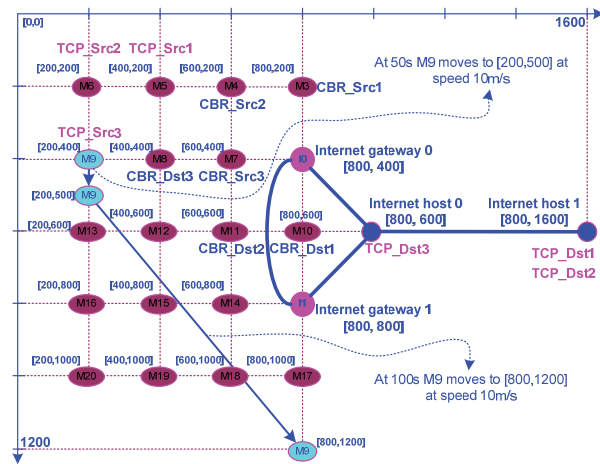 [0,0]
1600
TCP_Src2
TCP_Src1
[200,200]
[400,200]
[600,200]
[800,200]
M6
M5
M4
M3
CBR_Src1
CBR_Src2
At 50s M9 moves to [200,500] at
speed 10m/s
TCP_Src3
[200,400]
[400,400]
[600,400]
M9
M8
M7
I0
Internet gateway 0
[800, 400]
CBR_Dst3
CBR_Src3
[200,500]
M9
Internet host 0
[800, 600]
Internet host 1
[800, 1600]
[200,600]
[400,600]
[600,600]
[800,600]
M13
M12
M11
M10
CBR_Dst2
CBR_Dst1
TCP_Dst3
TCP_Dst1
TCP_Dst2
[200,800]
[400,800]
[600,800]
M16
M15
M14
I1
Internet gateway 1
[800, 800]
[200,1000]
[400,1000]
[600,1000]
[800,1000]
M20
M19
M18
M17
At 100s M9 moves to [800,1200]
at speed 10m/s
1200
M9
[800,1200]